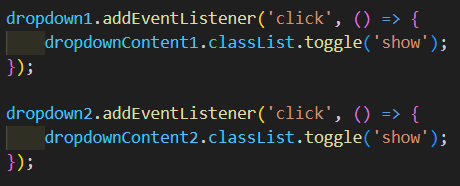 dropdown1.addEventListener('click', () => {
    dropdownContent1.classList.toggle('show');
});

dropdown2.addEventListener('click', () => {
    dropdownContent2.classList.toggle('show');
});